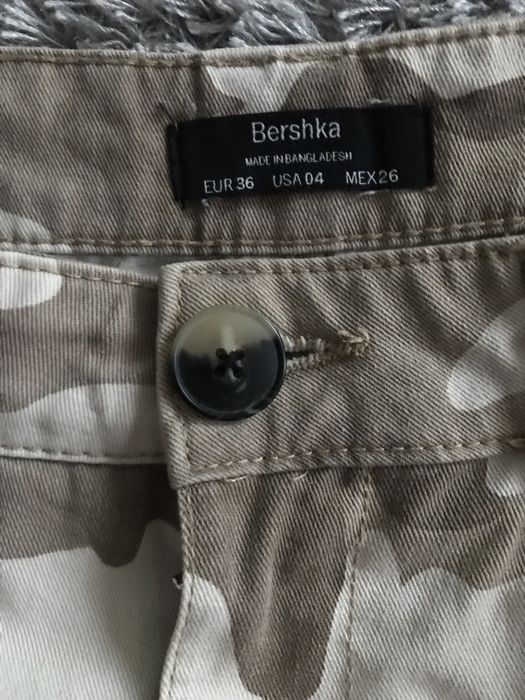 Bershka
MADE IN BANGLADESH
EUR 36 USA 04 MEX 26